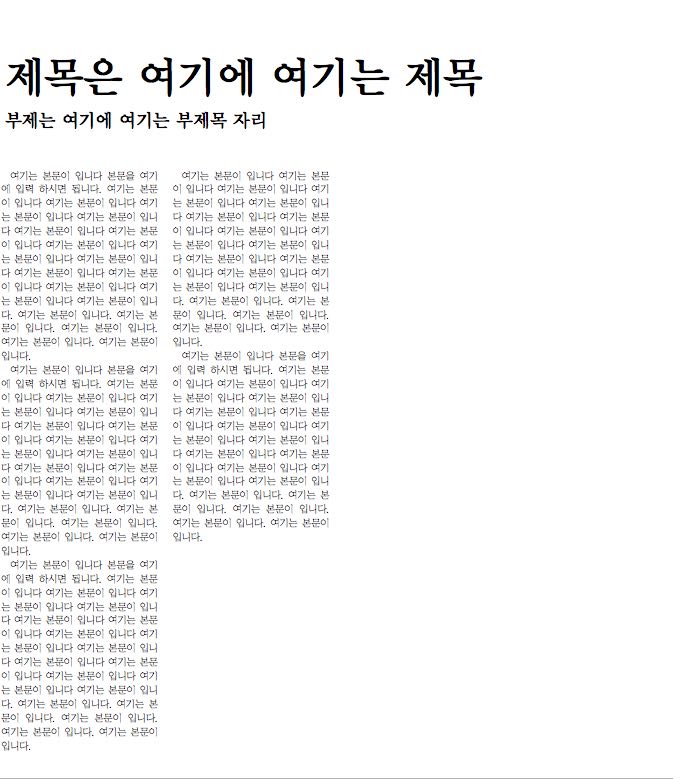 제목은 여기에 여기는 제목
부제는 여기에 여기는 부제목 자리
여기는 본문이 입니다 본문을 여기
에 입력 하시면 됩니다. 여기는 본문
이 입니다 여기는 본문이 입니다 여기
는 본문이 입니다 여기는 본문이 입니
다 여기는 본문이 입니다 여기는 본문
이 입니다 여기는 본문이 입니다 여기
는 본문이 입니다 여기는 본문이 입니
다 여기는 본문이 입니다 여기는 본문
이 입니다 여기는 본문이 입니다 여기
는 본문이 입니다 여기는 본문이 입니
다. 여기는 본문이 입니다. 여기는 본
문이 입니다. 여기는 본문이 입니다.
여기는 본문이 입니다. 여기는 본문이
입니다.
여기는 본문이 입니다 본문을 여기
에 입력 하시면 됩니다. 여기는 본문
이 입니다 여기는 본문이 입니다 여기
는 본문이 입니다 여기는 본문이 입니
다 여기는 본문이 입니다 여기는 본문
이 입니다 여기는 본문이 입니다 여기
는 본문이 입니다 여기는 본문이 입니
다 여기는 본문이 입니다 여기는 본문
이 입니다 여기는 본문이 입니다 여기
는 본문이 입니다 여기는 본문이 입니
다. 여기는 본문이 입니다. 여기는 본
문이 입니다. 여기는 본문이 입니다.
여기는 본문이 입니다. 여기는 본문이
입니다.
여기는 본문이 입니다 본문을 여기
에 입력 하시면 됩니다. 여기는 본문
이 입니다 여기는 본문이 입니다 여기
는 본문이 입니다 여기는 본문이 입니
다 여기는 본문이 입니다 여기는 본문
이 입니다 여기는 본문이 입니다 여기
는 본문이 입니다 여기는 본문이 입니
다 여기는 본문이 입니다 여기는 본문
이 입니다 여기는 본문이 입니다 여기
는 본문이 입니다 여기는 본문이 입니
다. 여기는 본문이 입니다. 여기는 본
문이 입니다. 여기는 본문이 입니다.
여기는 본문이 입니다. 여기는 본문이
입니다.
여기는 본문이 입니다 여기는 본문
이 입니다 여기는 본문이 입니다 여기
는 본문이 입니다 여기는 본문이 입니
다 여기는 본문이 입니다 여기는 본문
이 입니다 여기는 본문이 입니다 여기
는 본문이 입니다 여기는 본문이 입니
다 여기는 본문이 입니다 여기는 본문
이 입니다 여기는 본문이 입니다 여기
는 본문이 입니다 여기는 본문이 입니
다. 여기는 본문이 입니다. 여기는 본
문이 입니다. 여기는 본문이 입니다.
여기는 본문이 입니다. 여기는 본문이
입니다.
여기는 본문이 입니다 본문을 여기
에 입력 하시면 됩니다. 여기는 본문
이 입니다 여기는 본문이 입니다 여기
는 본문이 입니다 여기는 본문이 입니
다 여기는 본문이 입니다 여기는 본문
이 입니다 여기는 본문이 입니다 여기
는 본문이 입니다 여기는 본문이 입니
다 여기는 본문이 입니다 여기는 본문
이 입니다 여기는 본문이 입니다 여기
는 본문이 입니다 여기는 본문이 입니
다. 여기는 본문이 입니다. 여기는 본
문이 입니다. 여기는 본문이 입니다.
여기는 본문이 입니다. 여기는 본문이
입니다.